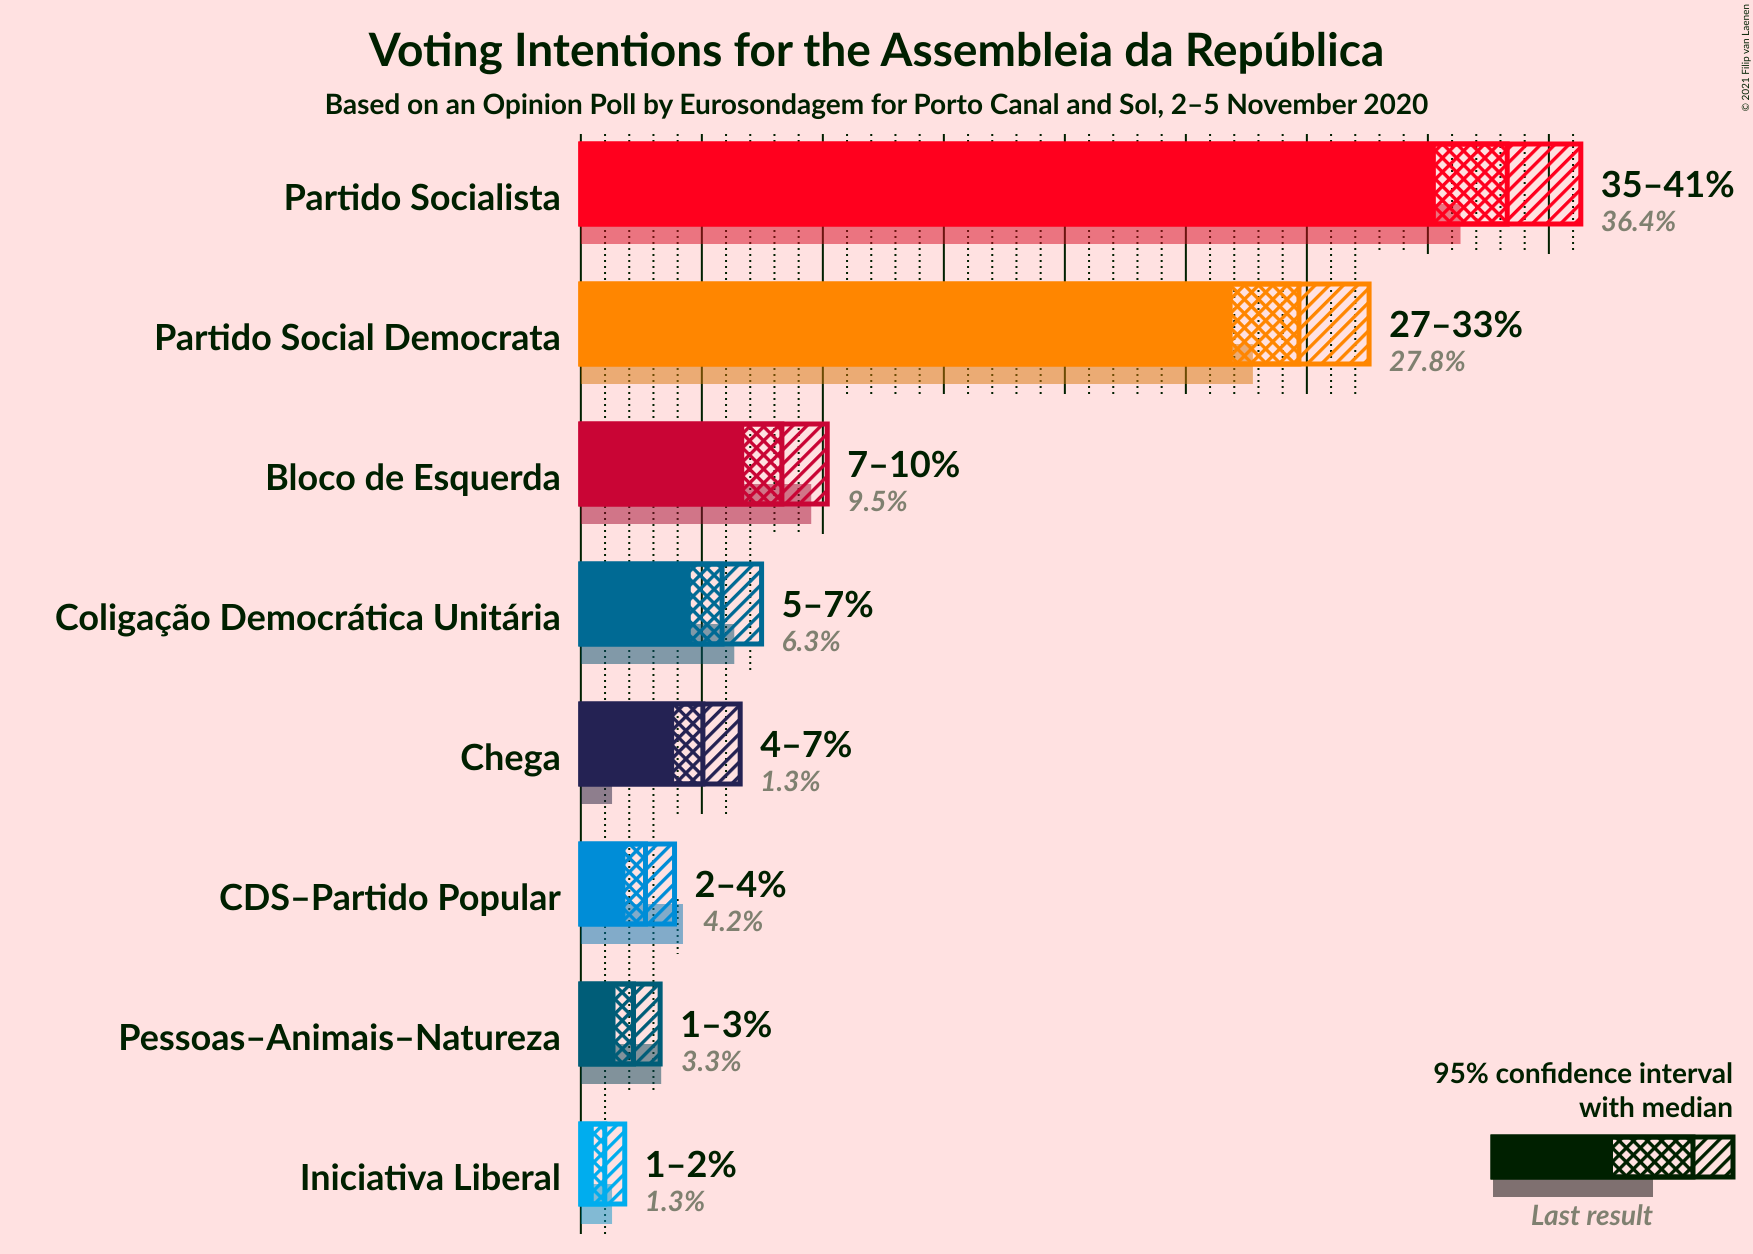 Voting Intentions for the Assembleia da República
Based on an Opinion Poll by Eurosondagem for Porto Canal and Sol, 2–5 November 2020
© 2021 Filip van Laenen
Partido Socialista
35–41%
36.4%
Partido Social Democrata
27–33%
27.8%
Bloco de Esquerda
7–10%
9.5%
Coligação Democrática Unitária
5–7%
6.3%
Chega
4–7%
1.3%
CDS–Partido Popular
2–4%
4.2%
Pessoas–Animais–Natureza
1–3%
3.3%
Iniciativa Liberal
1–2%
1.3%
95% confidence interval
with median
Last result